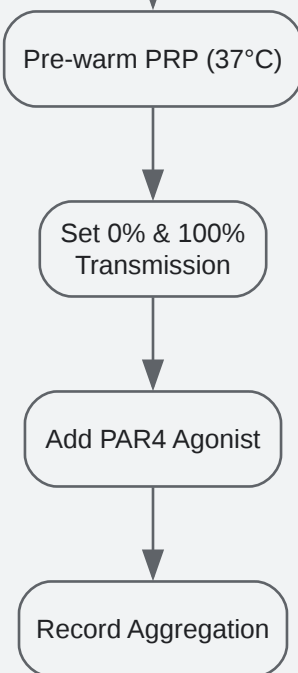 Pre-warm PRP (37°C)
Set 0% & 100%
Transmission
Add PAR4 Agonist
Record Aggregation